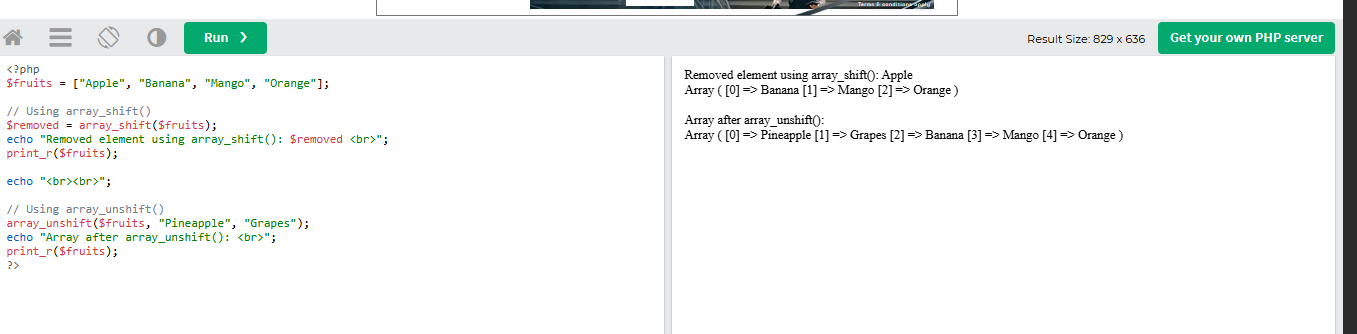 Terms & conditions apply
Run ❯
Result Size: 829 x 636
Get your own PHP server
<?php
$fruits = ["Apple", "Banana", "Mango", "Orange"];
// Using array_shift()
$removed = array_shift($fruits);
echo "Removed element using array_shift(): $removed <br>";
print_r($fruits);
echo "<br><br>";
// Using array_unshift()
array_unshift($fruits, "Pineapple", "Grapes");
echo "Array after array_unshift(): <br>";
print_r($fruits);
?>
Removed element using array_shift(): Apple
Array ( [0] => Banana [1] => Mango [2] => Orange )
Array after array_unshift():
Array ( [0] => Pineapple [1] => Grapes [2] => Banana [3] => Mango [4] => Orange )